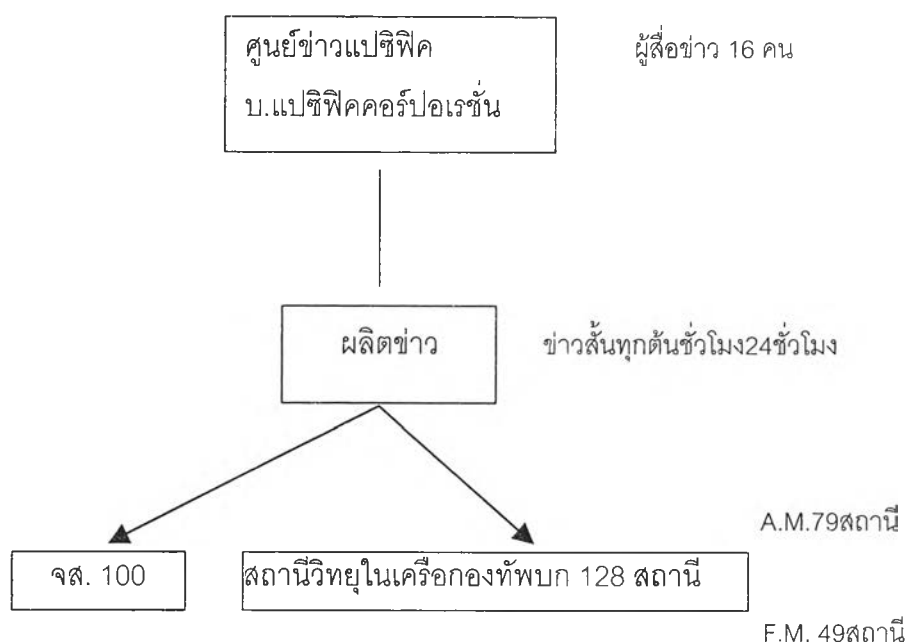 ศูนย์ข่าวแปซิฟิค
ผู้สื่อข่าว 16 คน
บ.แปซิฟิคคอร์ปอเรชั่น
ผลิตข่าว
ข่าวสั้นทุกต้นชั่วโมง24ชั่วโมง
A.M.79สถานี
จส. 100
สถานีวิทยุในเครือกองทัพบก 128 สถานี
F.M. 49สถานี